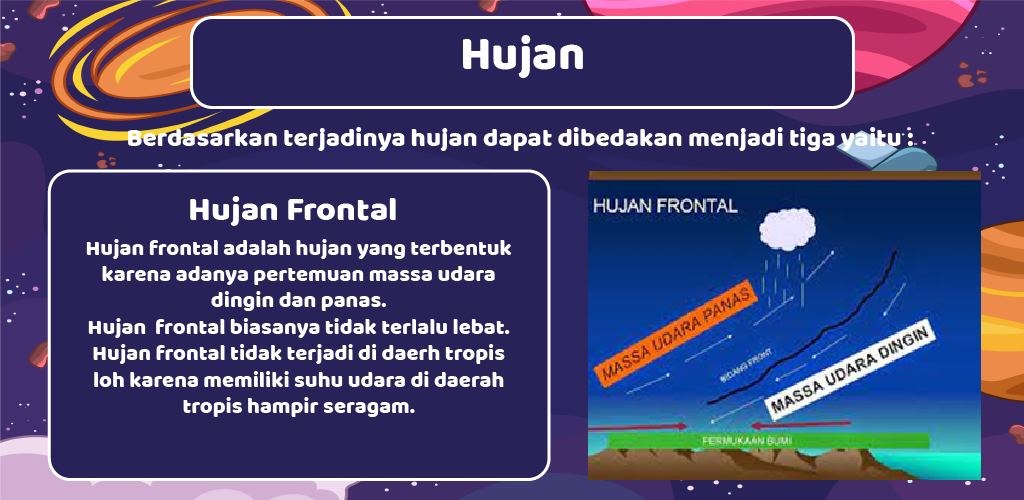 Hujan
Berdasarkan terjadinya hujan dapat dibedakan menjadi tiga yaitu :
Hujan Frontal
Hujan frontal adalah hujan yang terbentuk
karena adanya pertemuan massa udara
dingin dan panas.
Hujan  frontal biasanya tidak terlalu lebat.
Hujan frontal tidak terjadi di daerh tropis
loh karena memiliki suhu udara di daerah
tropis hampir seragam.
HUJAN FRONTAL
MASSA UDARA PANAS
BIDANG FRONT
MASSA UDARA DINGIN
PERMUKAAN BUMI